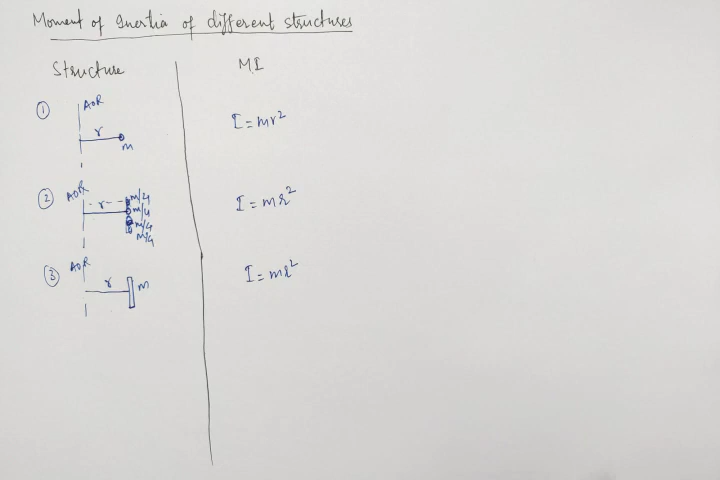 Moment of Inertia of different structures
Structure M.I
① AOR r m I = mr²
② AOR r m/4 m/4 m/4 m/4 I = mr²
③ AOR r m I = mr²